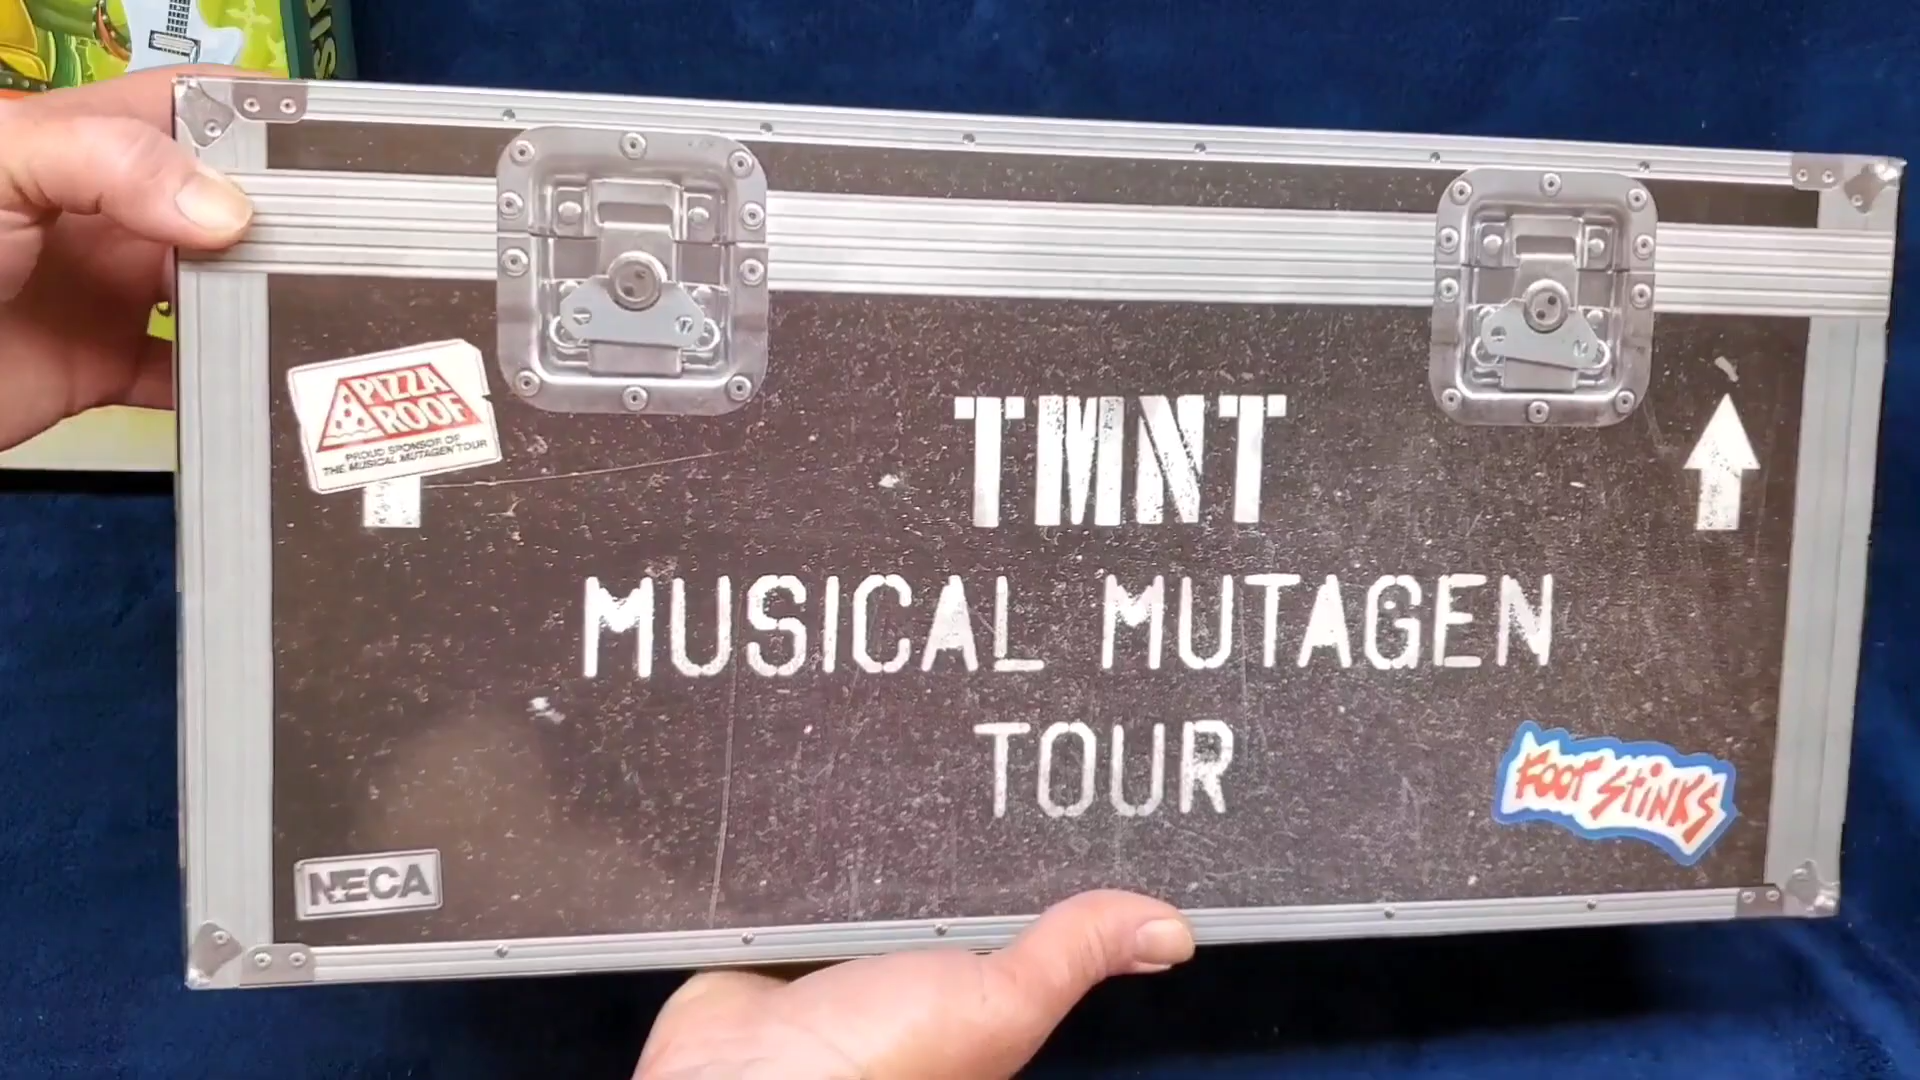 PIZZA
ROOF
PROUD SPONSOR OF
THE MUSICAL MUTAGEN TOUR
TMNT
MUSICAL MUTAGEN
TOUR
FOOT STINKS
NECA